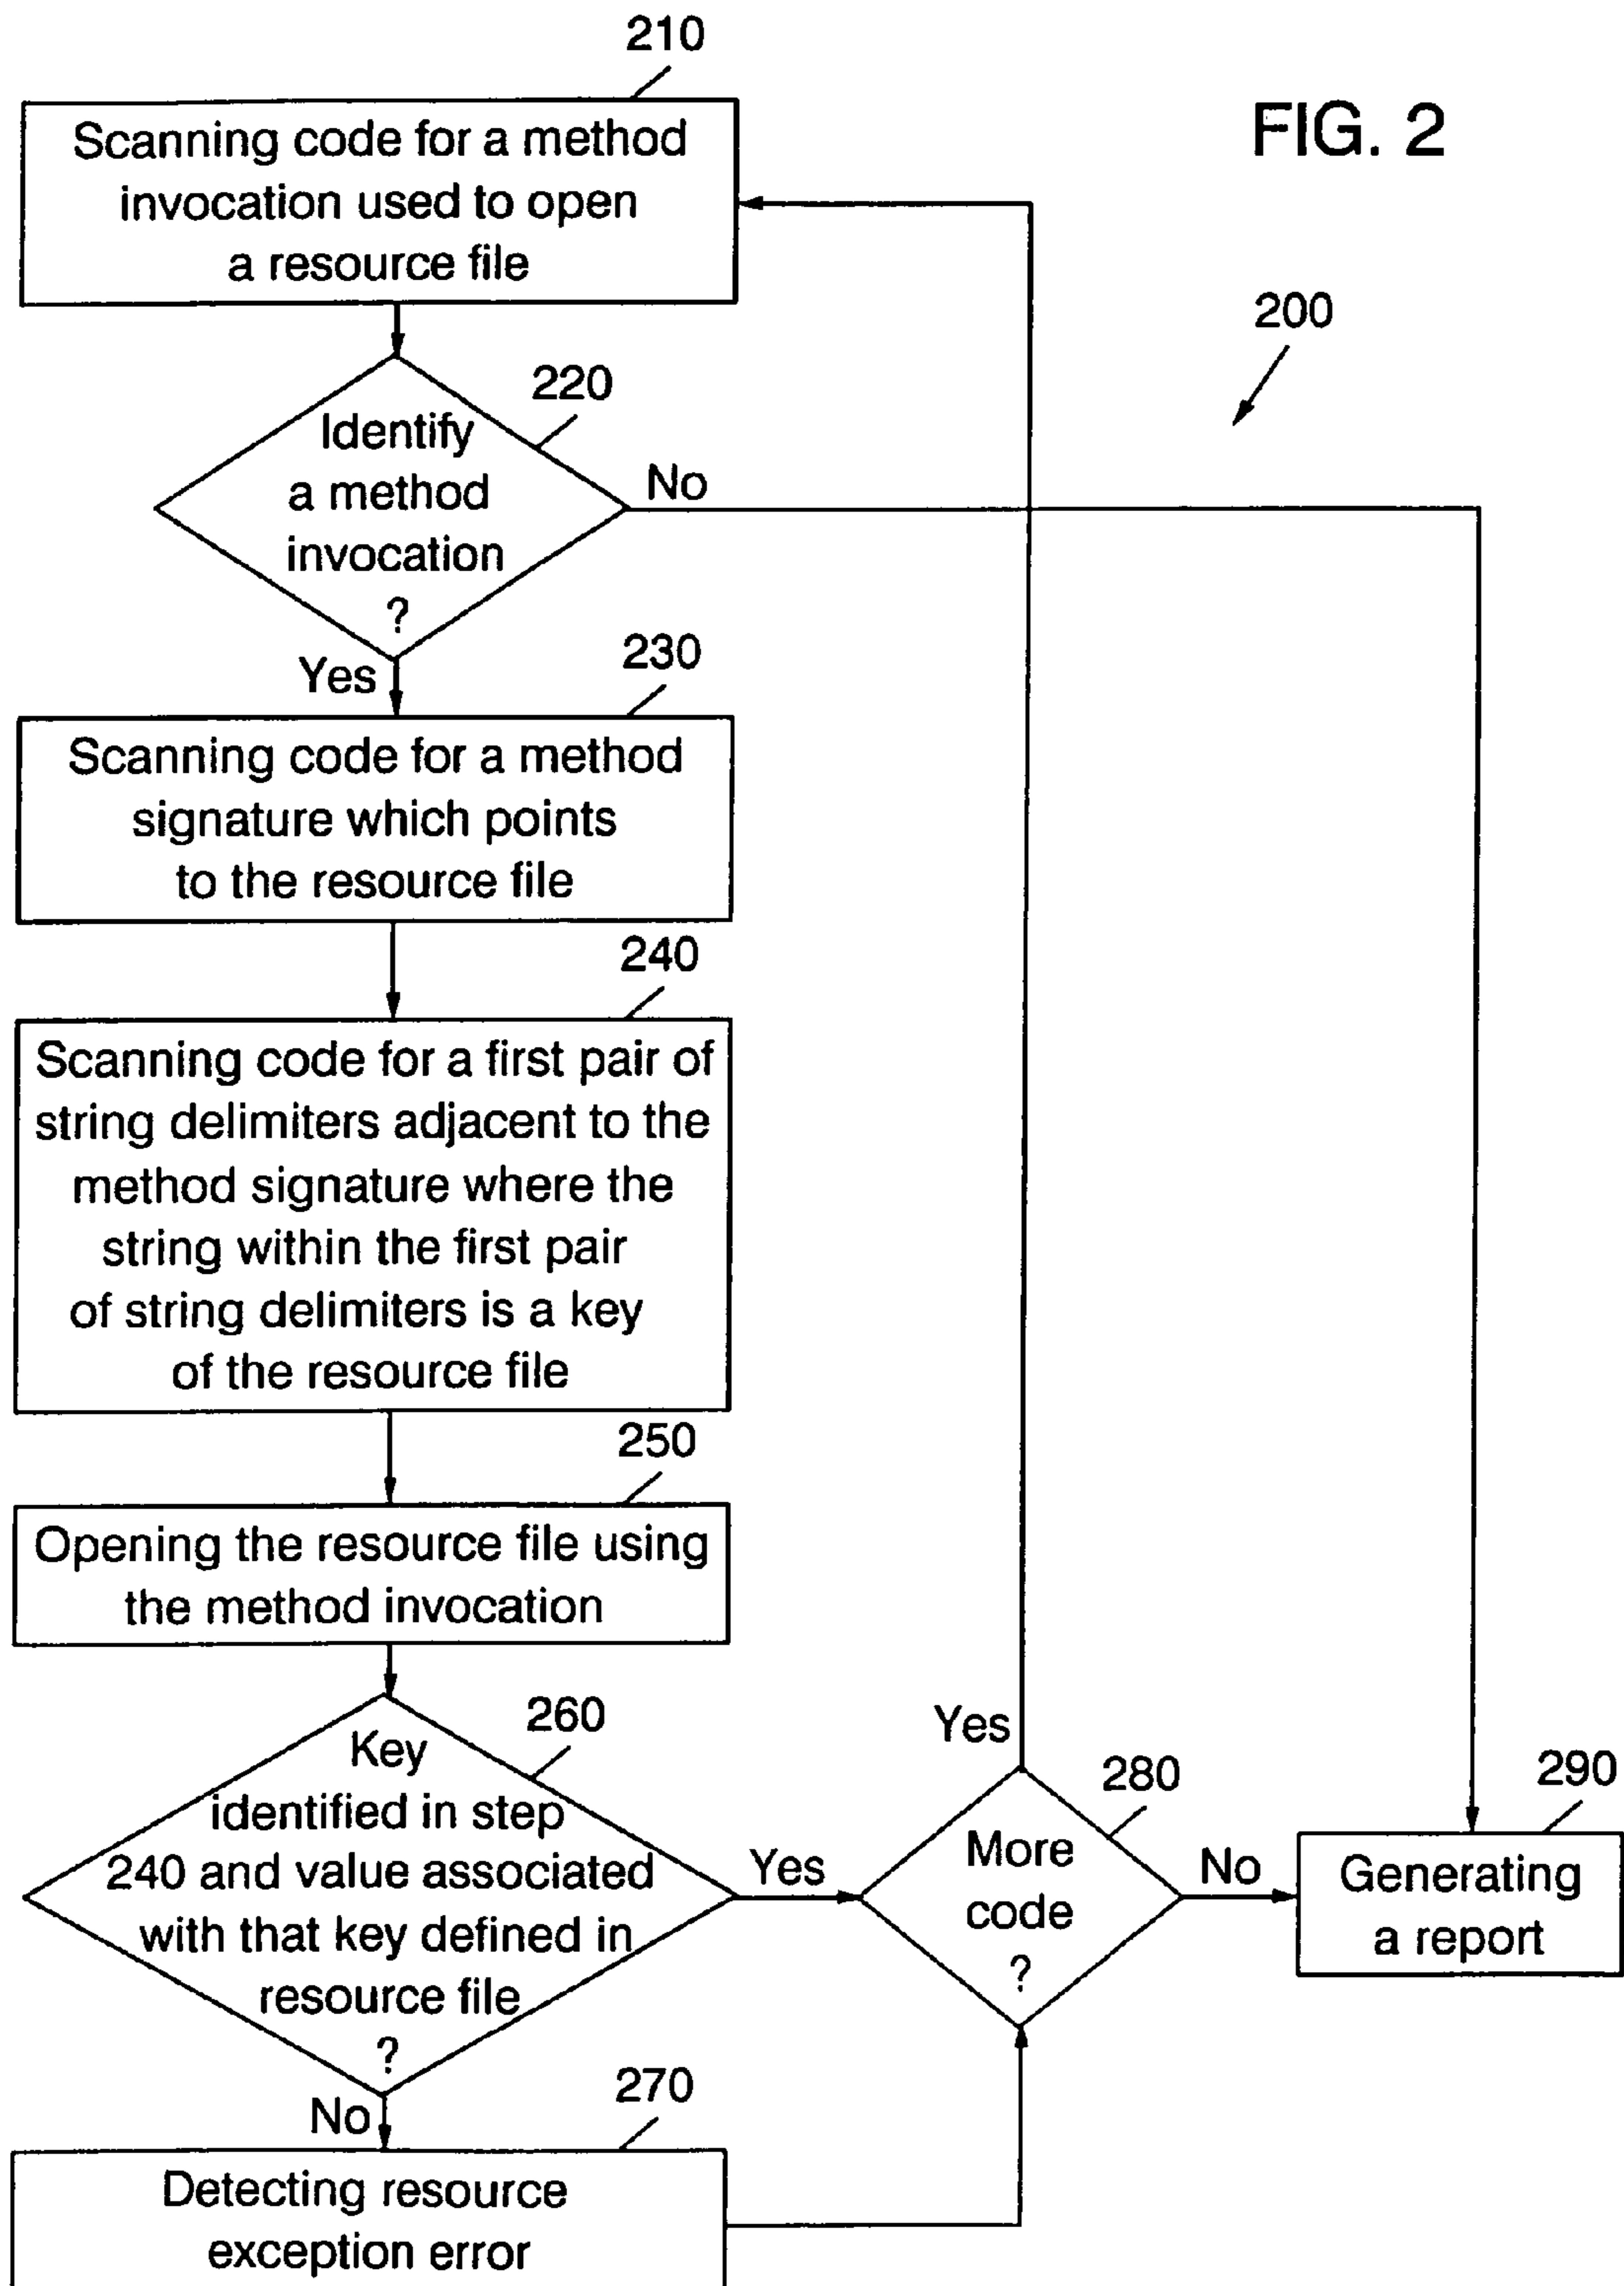 210
Scanning code for a method
invocation used to open
a resource file
FIG. 2
200
220
Identify
a method
invocation
?
No
Yes
230
Scanning code for a method
signature which points
to the resource file
240
Scanning code for a first pair of
string delimiters adjacent to the
method signature where the
string within the first pair
of string delimiters is a key
of the resource file
250
Opening the resource file using
the method invocation
260
Key
identified in step
240 and value associated
with that key defined in
resource file
?
Yes
No
270
Detecting resource
exception error
Yes
280
More
code
?
No
290
Generating
a report